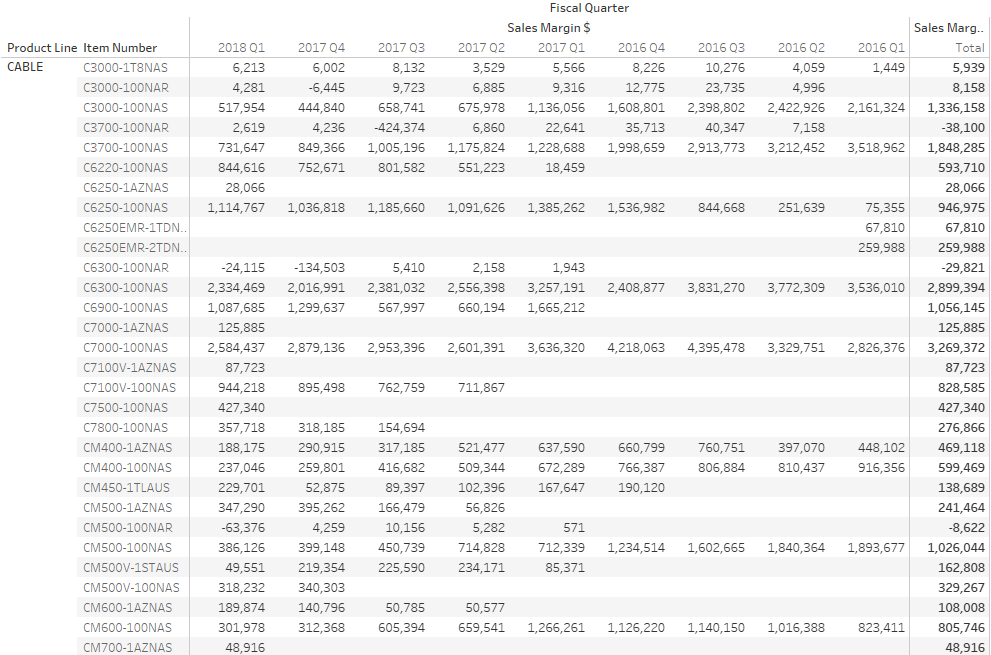 Fiscal Quarter
Sales Margin $ Sales Marg..
Product Line Item Number 2018 Q1 2017 Q4 2017 Q3 2017 Q2 2017 Q1 2016 Q4 2016 Q3 2016 Q2 2016 Q1 Total
CABLE C3000-1T8NAS 6,213 6,002 8,132 3,529 5,566 8,226 10,276 4,059 1,449 5,939
C3000-100NAR 4,281 -6,445 9,723 6,885 9,316 12,775 23,735 4,996 8,158
C3000-100NAS 517,954 444,840 658,741 675,978 1,136,056 1,608,801 2,398,802 2,422,926 2,161,324 1,336,158
C3700-100NAR 2,619 4,236 -424,374 6,860 22,641 35,713 40,347 7,158 -38,100
C3700-100NAS 731,647 849,366 1,005,196 1,175,824 1,228,688 1,998,659 2,913,773 3,212,452 3,518,962 1,848,285
C6220-100NAS 844,616 752,671 801,582 551,223 18,459 593,710
C6250-1AZNAS 28,066 28,066
C6250-100NAS 1,114,767 1,036,818 1,185,660 1,091,626 1,385,262 1,536,982 844,668 251,639 75,355 946,975
C6250EMR-1TDN.. 67,810 67,810
C6250EMR-2TDN.. 259,988 259,988
C6300-100NAR -24,115 -134,503 5,410 2,158 1,943 -29,821
C6300-100NAS 2,334,469 2,016,991 2,381,032 2,556,398 3,257,191 2,408,877 3,831,270 3,772,309 3,536,010 2,899,394
C6900-100NAS 1,087,685 1,299,637 567,997 660,194 1,665,212 1,056,145
C7000-1AZNAS 125,885 125,885
C7000-100NAS 2,584,437 2,879,136 2,953,396 2,601,391 3,636,320 4,218,063 4,395,478 3,329,751 2,826,376 3,269,372
C7100V-1AZNAS 87,723 87,723
C7100V-100NAS 944,218 895,498 762,759 711,867 828,585
C7500-100NAS 427,340 427,340
C7800-100NAS 357,718 318,185 154,694 276,866
CM400-1AZNAS 188,175 290,915 317,185 521,477 637,590 660,799 760,751 397,070 448,102 469,118
CM400-100NAS 237,046 259,801 416,682 509,344 672,289 766,387 806,884 810,437 916,356 599,469
CM450-1TLAUS 229,701 52,875 89,397 102,396 167,647 190,120 138,689
CM500-1AZNAS 347,290 395,262 166,479 56,826 241,464
CM500-100NAR -63,376 4,259 10,156 5,282 571 -8,622
CM500-100NAS 386,126 399,148 450,739 714,828 712,339 1,234,514 1,602,665 1,840,364 1,893,677 1,026,044
CM500V-1STAUS 49,551 219,354 225,590 234,171 85,371 162,808
CM500V-100NAS 318,232 340,303 329,267
CM600-1AZNAS 189,874 140,796 50,785 50,577 108,008
CM600-100NAS 301,978 312,368 605,394 659,541 1,266,261 1,126,220 1,140,150 1,016,388 823,411 805,746
CM700-1AZNAS 48,916 48,916